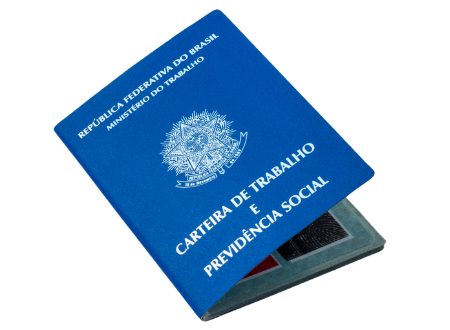 REPÚBLICA FEDERATIVA DO BRASIL
MINISTÉRIO DO TRABALHO
CARTEIRA DE TRABALHO
E
PREVIDÊNCIA SOCIAL